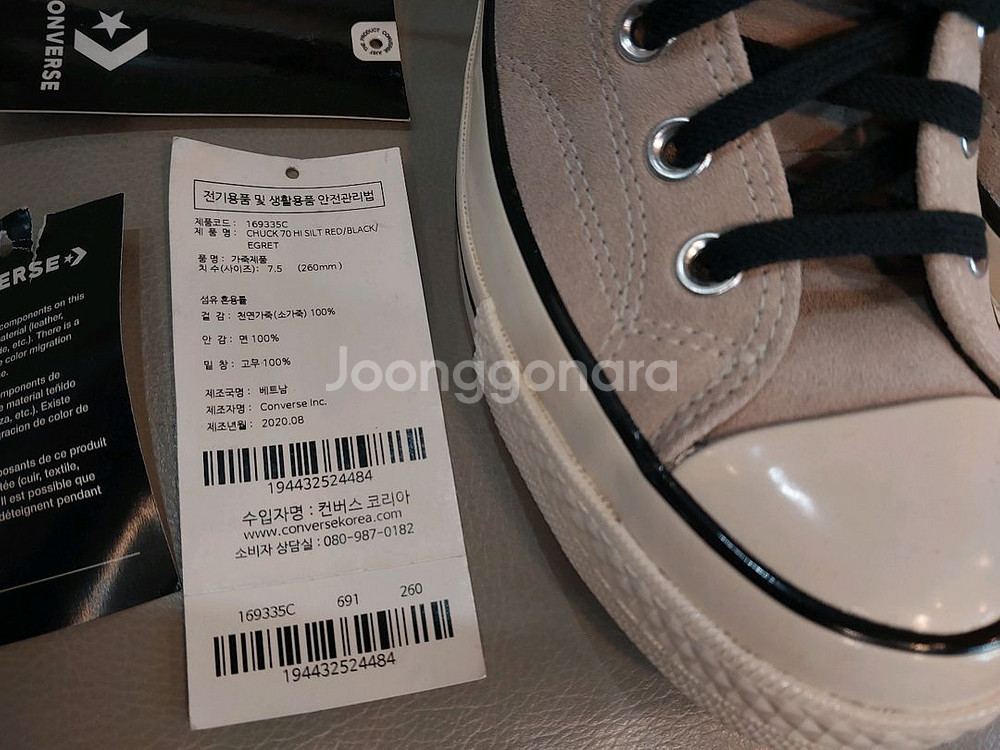 CONVERSE
전기용품 및 생활용품 안전관리법
제품코드 : 169335C
제 품 명 : CHUCK 70 HI SILT RED/BLACK/
EGRET
품 명 : 가죽제품
치 수(사이즈) : 7.5 (260mm)
섬유 혼용률
겉 감 : 천연가죽(소가죽) 100%
안 감 : 면 100%
밑 창 : 고무 100%
제조국명 : 베트남
제조자명 : Converse Inc.
제조년월 : 2020.08
194432524484
수입자명 : 컨버스 코리아
www.conversekorea.com
소비자 상담실 : 080-987-0182
169335C 691 260
194432524484
ERSE
components on this
material (leather,
etc.). There is a
color migration
componentes de
material teñido
etc.). Existe
gracion de color de
posants de ce produit
tée (cuir, textile,
Il est possible que
déteignent pendant
Joonggonara